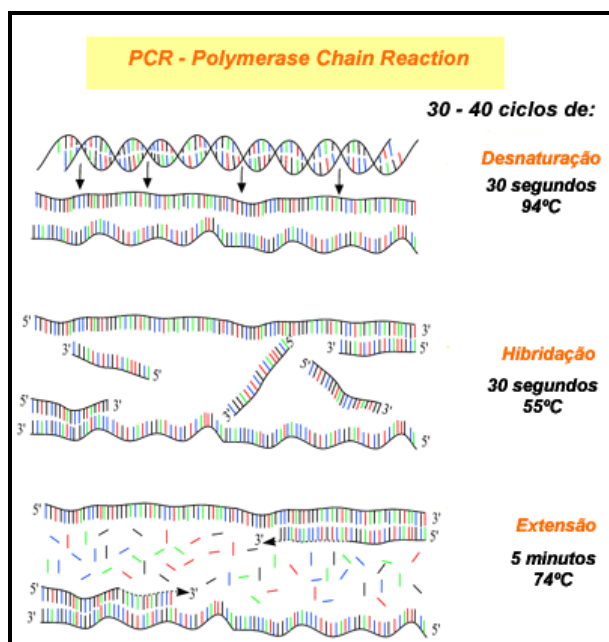 PCR - Polymerase Chain Reaction
30 - 40 ciclos de:
Desnaturação
30 segundos
94ºC
5'
3'
3'
5'
5'
3'
5'
Hibridação
30 segundos
55ºC
5'
3'
3'
3'
3'
5'
5'
3'
3'
5'
Extensão
5 minutos
74ºC
5'
3'
3'
5'